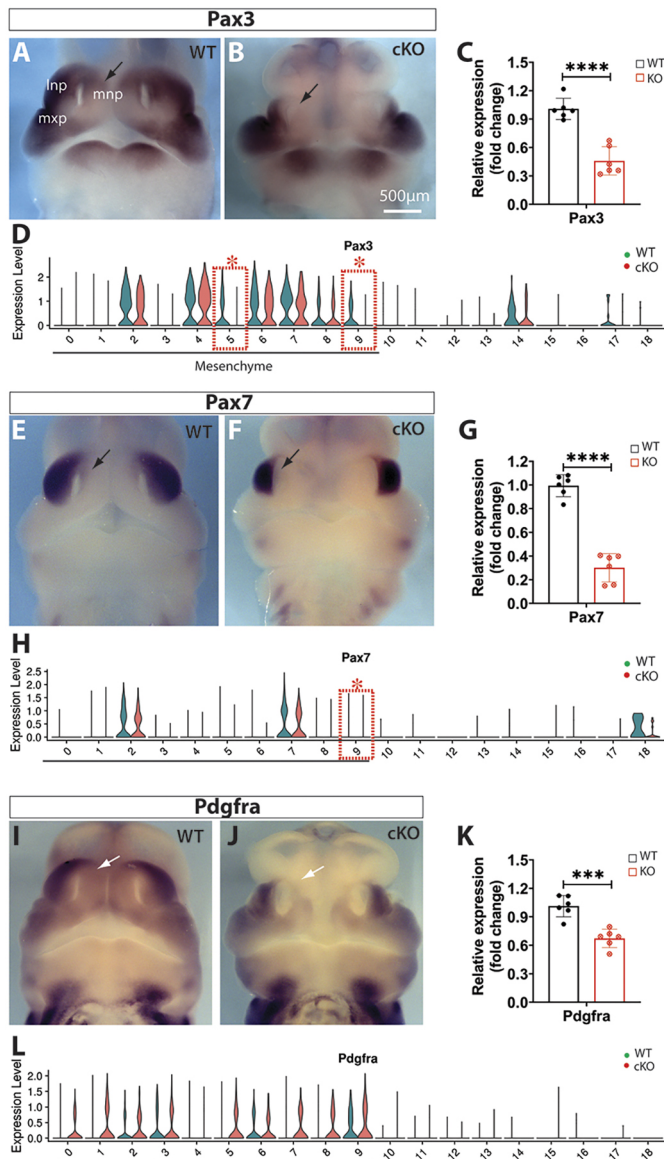 Pax3
A
WT
lnp
mnp
mxp
B
cKO
500µm
C
****
WT
KO
Relative expression
(fold change)
1.5
1.2
0.9
0.6
0.3
Pax3
D
Pax3
WT
cKO
Expression Level
2
1
0
*
*
0 1 2 3 4 5 6 7 8 9 10 11 12 13 14 15 16 17 18
Mesenchyme
Pax7
E
WT
F
cKO
G
****
WT
KO
Relative expression
(fold change)
1.2
1.0
0.8
0.4
0.2
0.0
Pax7
H
Pax7
WT
cKO
Expression Level
2.5
2.0
1.5
1.0
0.5
0.0
*
0 1 2 3 4 5 6 7 8 9 10 11 12 13 14 15 16 17 18
Pdgfra
I
WT
J
cKO
K
***
WT
KO
Relative expression
(fold change)
1.5
1.2
0.9
0.6
0.3
0.0
Pdgfra
L
Pdgfra
WT
cKO
Expression Level
2.0
1.5
1.0
0.5
0.0
0 1 2 3 4 5 6 7 8 9 10 11 12 13 14 15 16 17 18